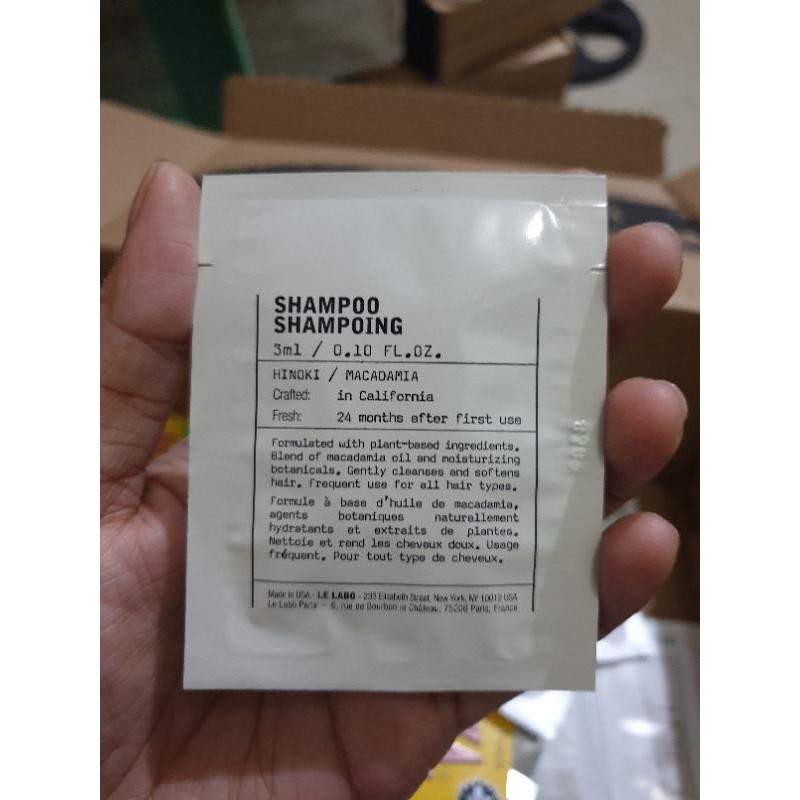 SHAMPOO
SHAMPOING
3ml / 0.10 FL.OZ.
HINOKI / MACADAMIA
Crafted: in California
Fresh: 24 months after first use
Formulated with plant-based ingredients.
Blend of macadamia oil and moisturizing
botanicals. Gently cleanses and softens
hair. Frequent use for all hair types.
Formule à base d'huile de macadamia,
agents botaniques naturellement
hydratants et extraits de plantes.
Nettoie et rend les cheveux doux. Usage
fréquent. Pour tout type de cheveux.
Made in USA - LE LABO - 233 Elizabeth Street, New York, NY 10012 USA
Le Labo Paris - 6, rue de Bourbon le Château, 75006 Paris, France